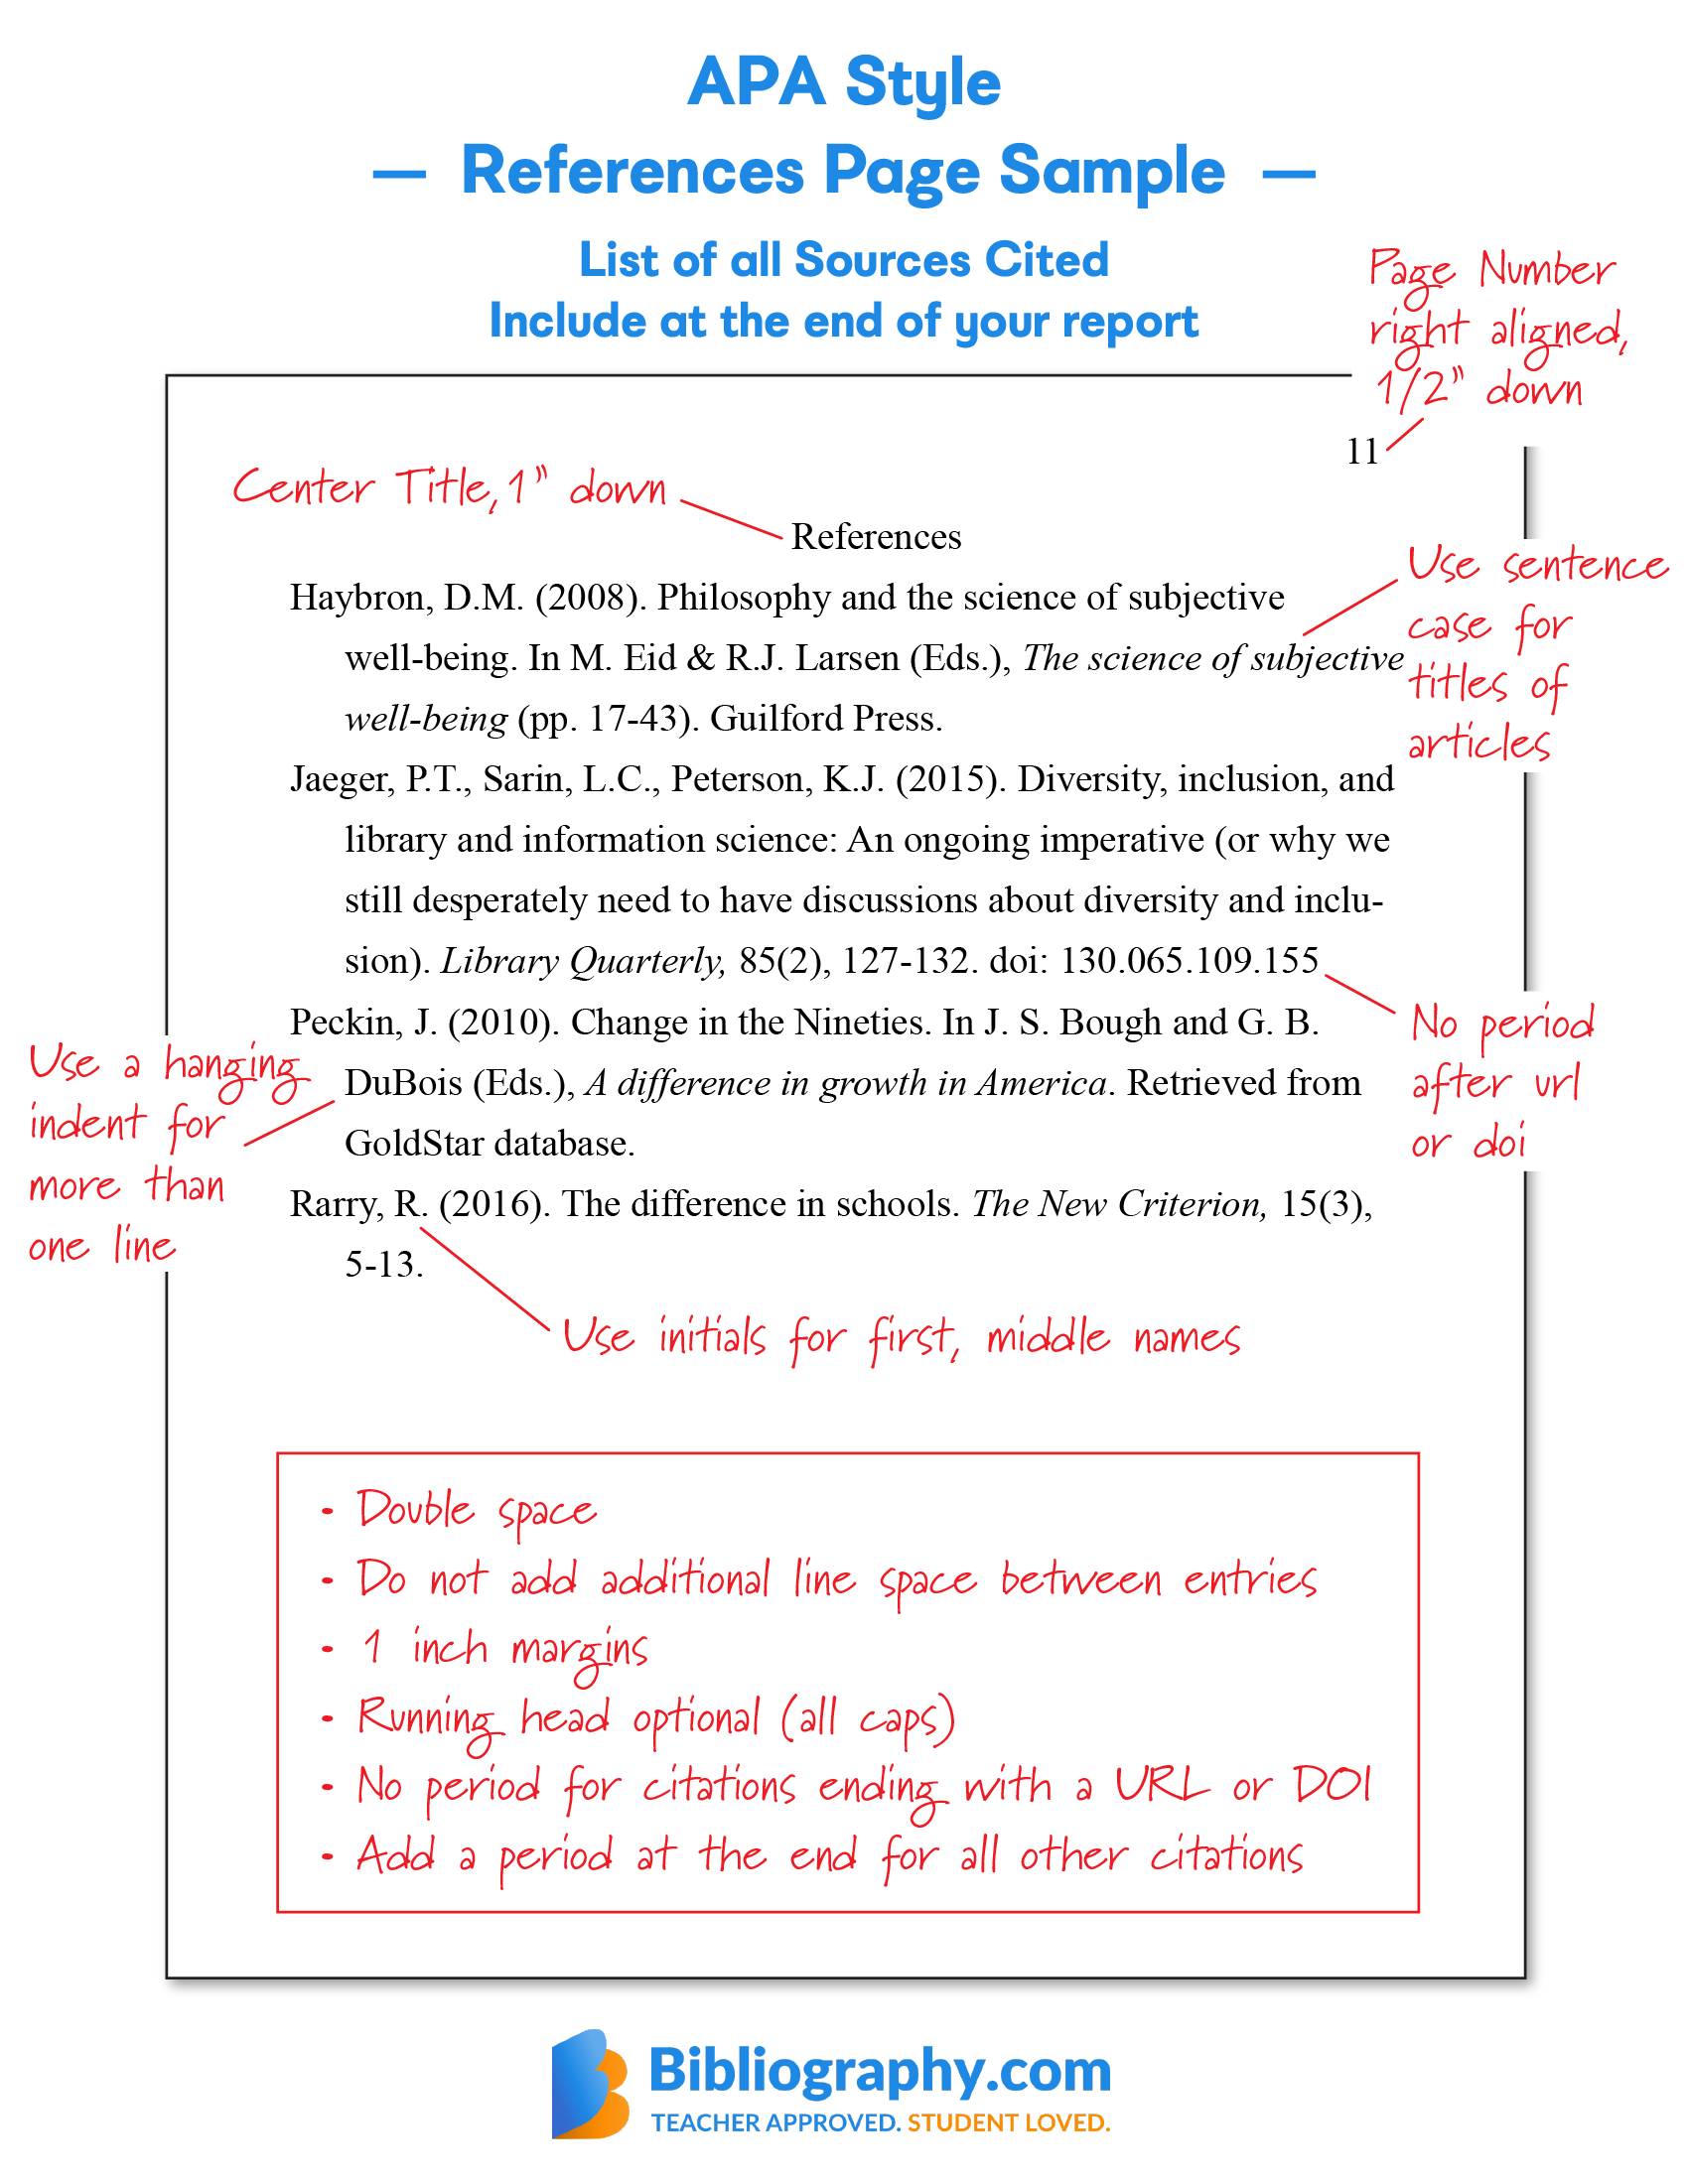 APA Style
— References Page Sample —
List of all Sources Cited
Include at the end of your report
Page Number
right aligned,
1/2" down
11
Center Title, 1" down
References
Use sentence
case for
titles of
articles
Haybron, D.M. (2008). Philosophy and the science of subjective
well-being. In M. Eid & R.J. Larsen (Eds.), The science of subjective
well-being (pp. 17-43). Guilford Press.
Jaeger, P.T., Sarin, L.C., Peterson, K.J. (2015). Diversity, inclusion, and
library and information science: An ongoing imperative (or why we
still desperately need to have discussions about diversity and inclu-
sion). Library Quarterly, 85(2), 127-132. doi: 130.065.109.155
No period
after url
or doi
Peckin, J. (2010). Change in the Nineties. In J. S. Bough and G. B.
DuBois (Eds.), A difference in growth in America. Retrieved from
GoldStar database.
Use a hanging
indent for
more than
one line
Rarry, R. (2016). The difference in schools. The New Criterion, 15(3),
5-13.
Use initials for first, middle names
- Double space
- Do not add additional line space between entries
- 1 inch margins
- Running head optional (all caps)
- No period for citations ending with a URL or DOI
- Add a period at the end for all other citations
Bibliography.com
TEACHER APPROVED. STUDENT LOVED.